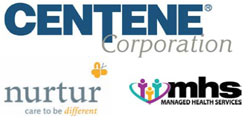 CENTENE®
Corporation
nurtur
care to be different
mhs
MANAGED HEALTH SERVICES